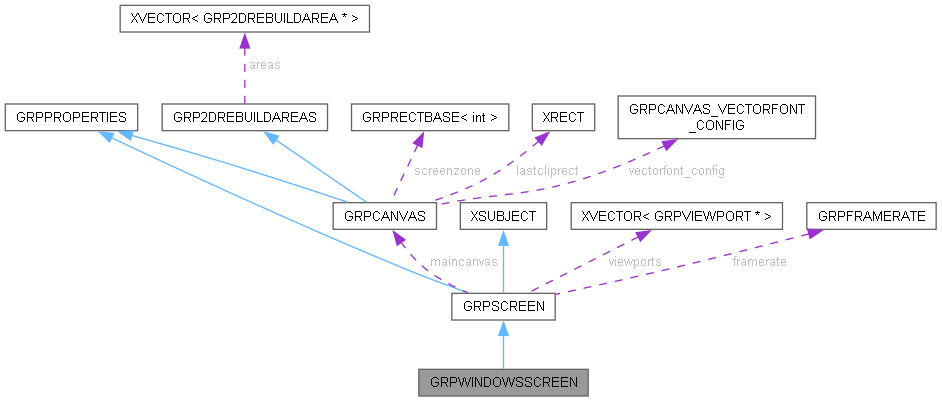 XVECTOR< GRP2DREBUILDAREA * >
areas
GRPPROPERTIES
GRP2DREBUILDAREAS
GRPRECTBASE< int >
XRECT
GRPCANVAS_VECTORFONT
_CONFIG
screenzone
lastcliprect
vectorfont_config
GRPCANVAS
XSUBJECT
XVECTOR< GRPVIEWPORT * >
GRPFRAMERATE
maincanvas
viewports
framerate
GRPSCREEN
GRPWINDOWSSCREEN